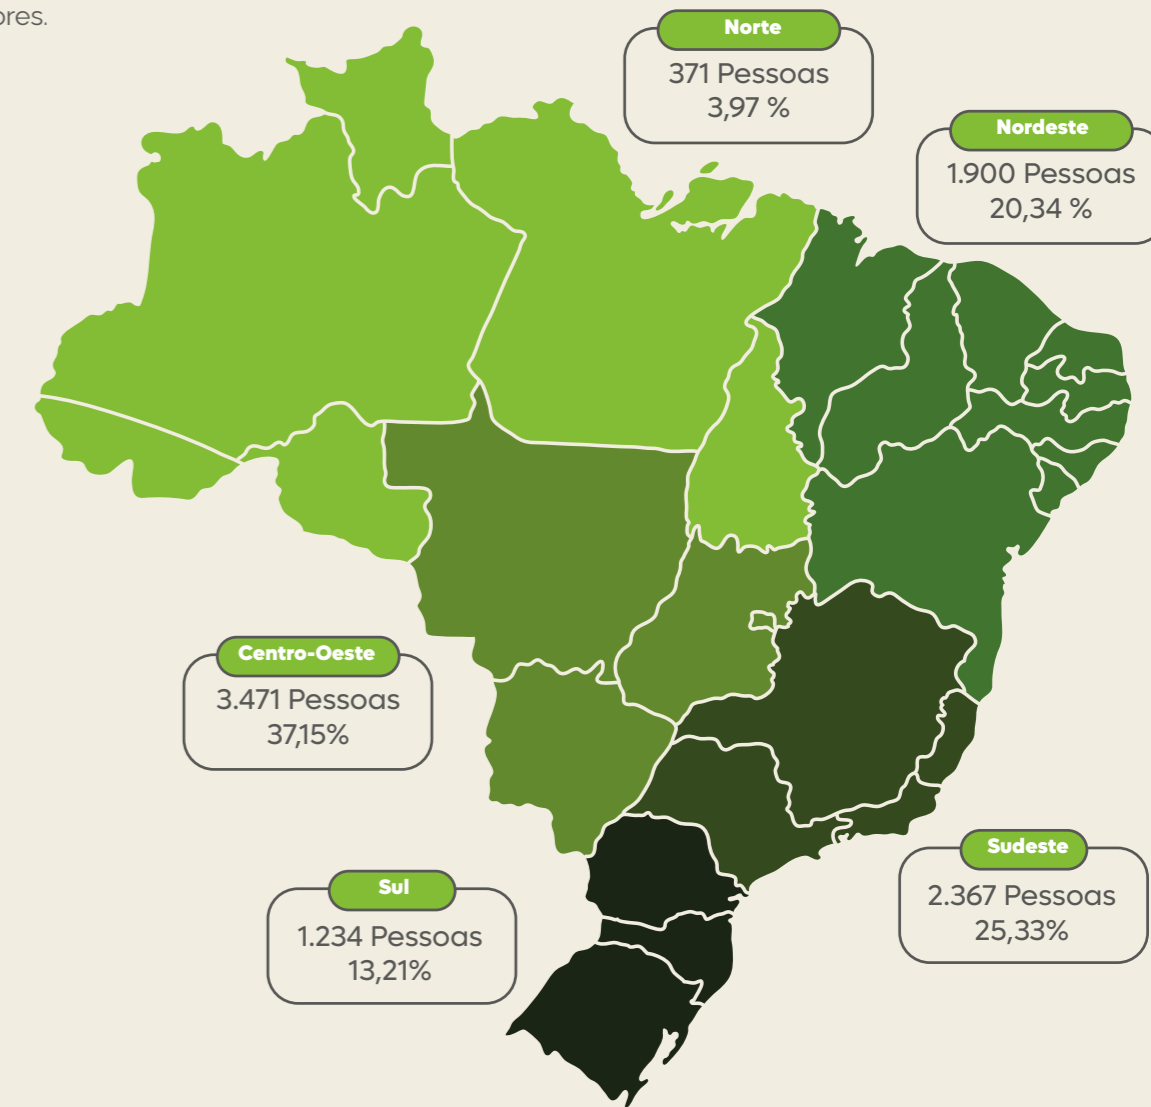 Norte
371 Pessoas
3,97 %
Nordeste
1.900 Pessoas
20,34 %
Centro-Oeste
3.471 Pessoas
37,15%
Sudeste
2.367 Pessoas
25,33%
Sul
1.234 Pessoas
13,21%